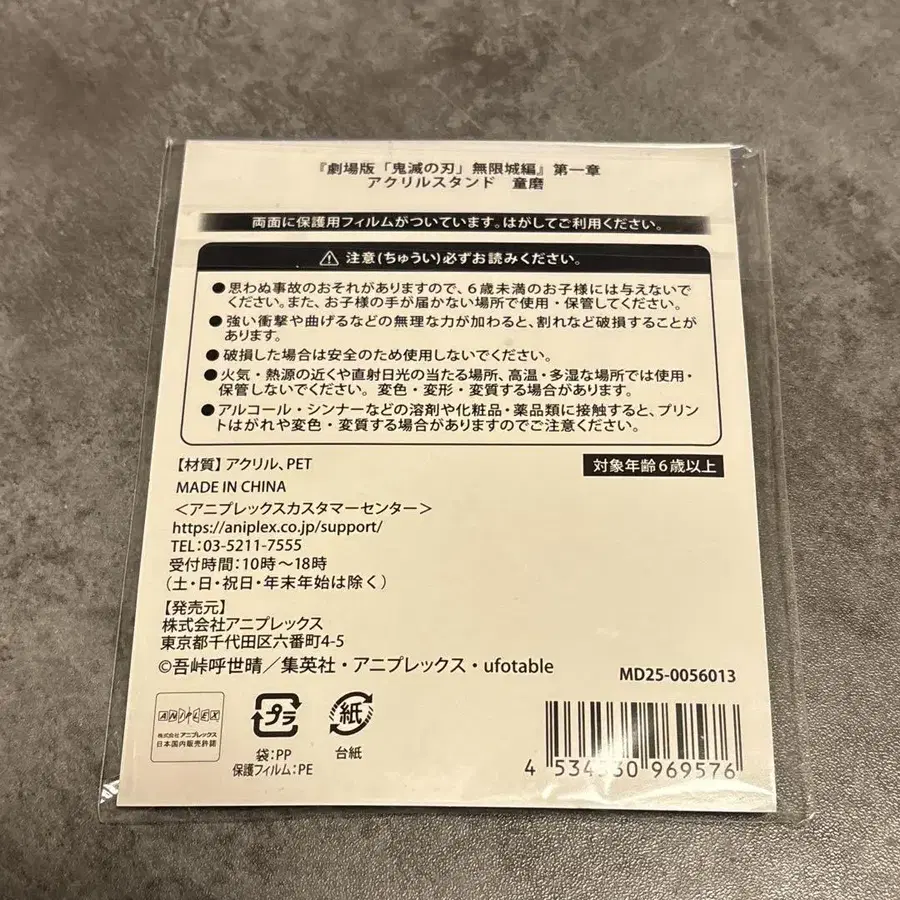 『劇場版「鬼滅の刃」無限城編』第一章
アクリルスタンド 童磨
両面に保護用フィルムがついています。はがしてご利用ください。
⚠ 注意(ちゅうい)必ずお読みください。
●思わぬ事故のおそれがありますので、6歳未満のお子様には与えないで
ください。また、お子様の手が届かない場所で使用・保管してください。
●強い衝撃や曲げるなどの無理な力が加わると、割れなど破損することが
あります。
●破損した場合は安全のため使用しないでください。
●火気・熱源の近くや直射日光の当たる場所、高温・多湿な場所では使用・
保管しないでください。変色・変形・変質する場合があります。
●アルコール・シンナーなどの溶剤や化粧品・薬品類に接触すると、プリン
トはがれや変色・変質する場合がありますのでご注意ください。
【材質】アクリル、PET
対象年齢6歳以上
MADE IN CHINA
＜アニプレックスカスタマーセンター＞
https://aniplex.co.jp/support/
TEL：03-5211-7555
受付時間：10時～18時
（土・日・祝日・年末年始は除く）
【発売元】
株式会社アニプレックス
東京都千代田区六番町4-5
©吾峠呼世晴／集英社・アニプレックス・ufotable
MD25-0056013
ANIPLEX
株式会社アニプレックス
日本国内販売許諾
プラ
袋：PP
保護フィルム：PE
紙
台紙
4 534530 969576